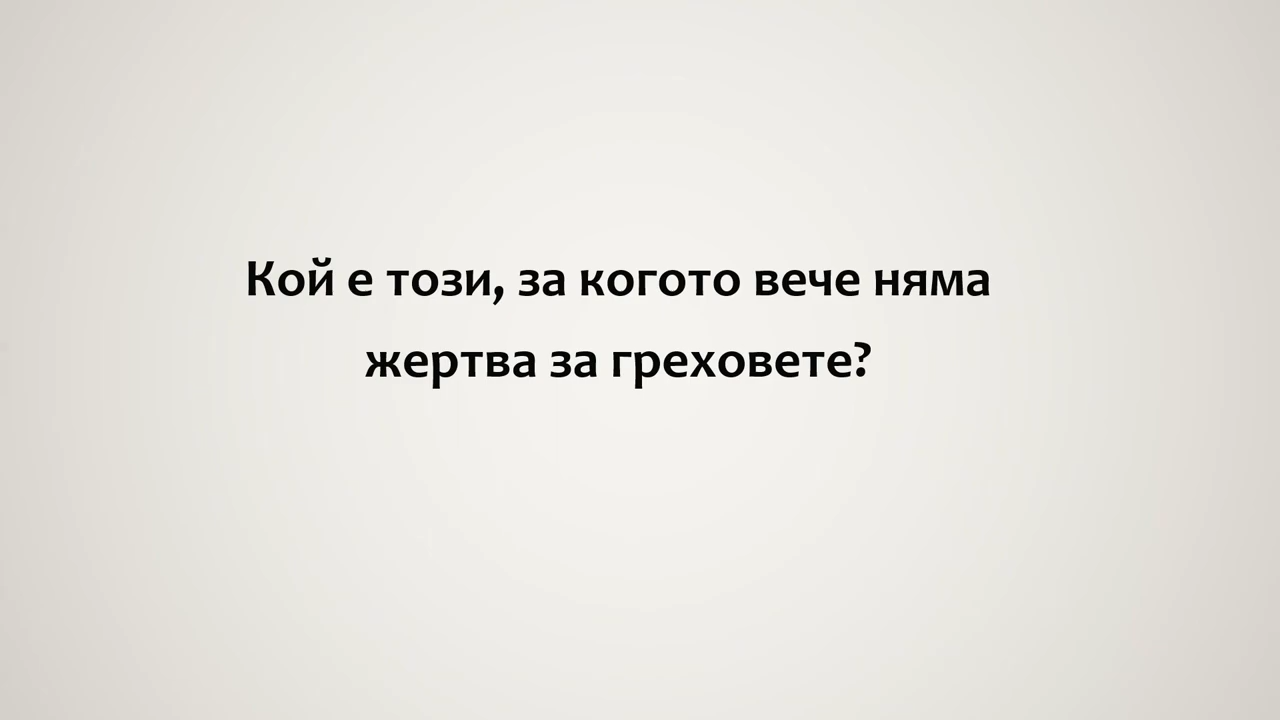 Кой е този, за когото вече няма
жертва за греховете?